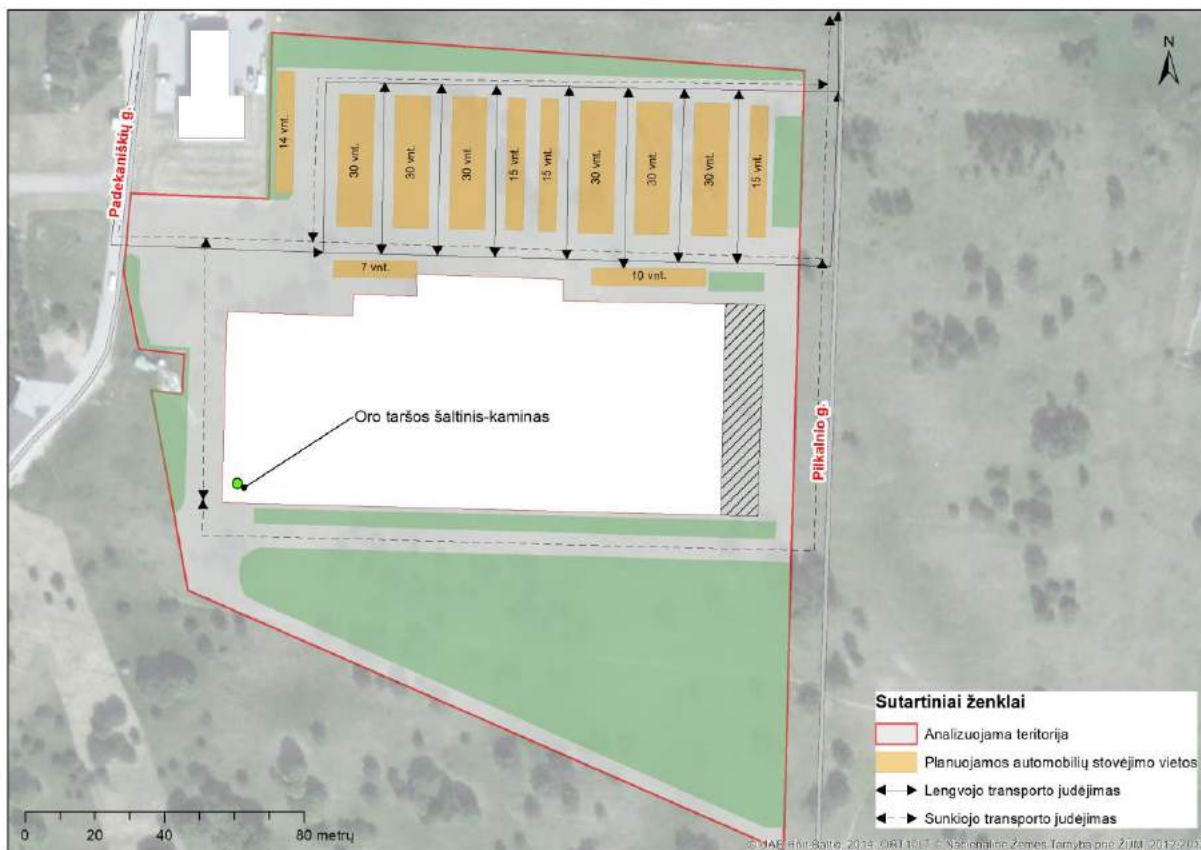 N
Padekaniškių g.
14 vnt.
30 vnt.
30 vnt.
30 vnt.
15 vnt.
15 vnt.
30 vnt.
30 vnt.
30 vnt.
15 vnt.
7 vnt.
10 vnt.
Oro taršos šaltinis-kaminas
Pilkalnio g.
Sutartiniai ženklai
Analizuojama teritorija
Planuojamos automobilių stovėjimo vietos
Lengvojo transporto judėjimas
Sunkiojo transporto judėjimas
0 20 40 80 metrų